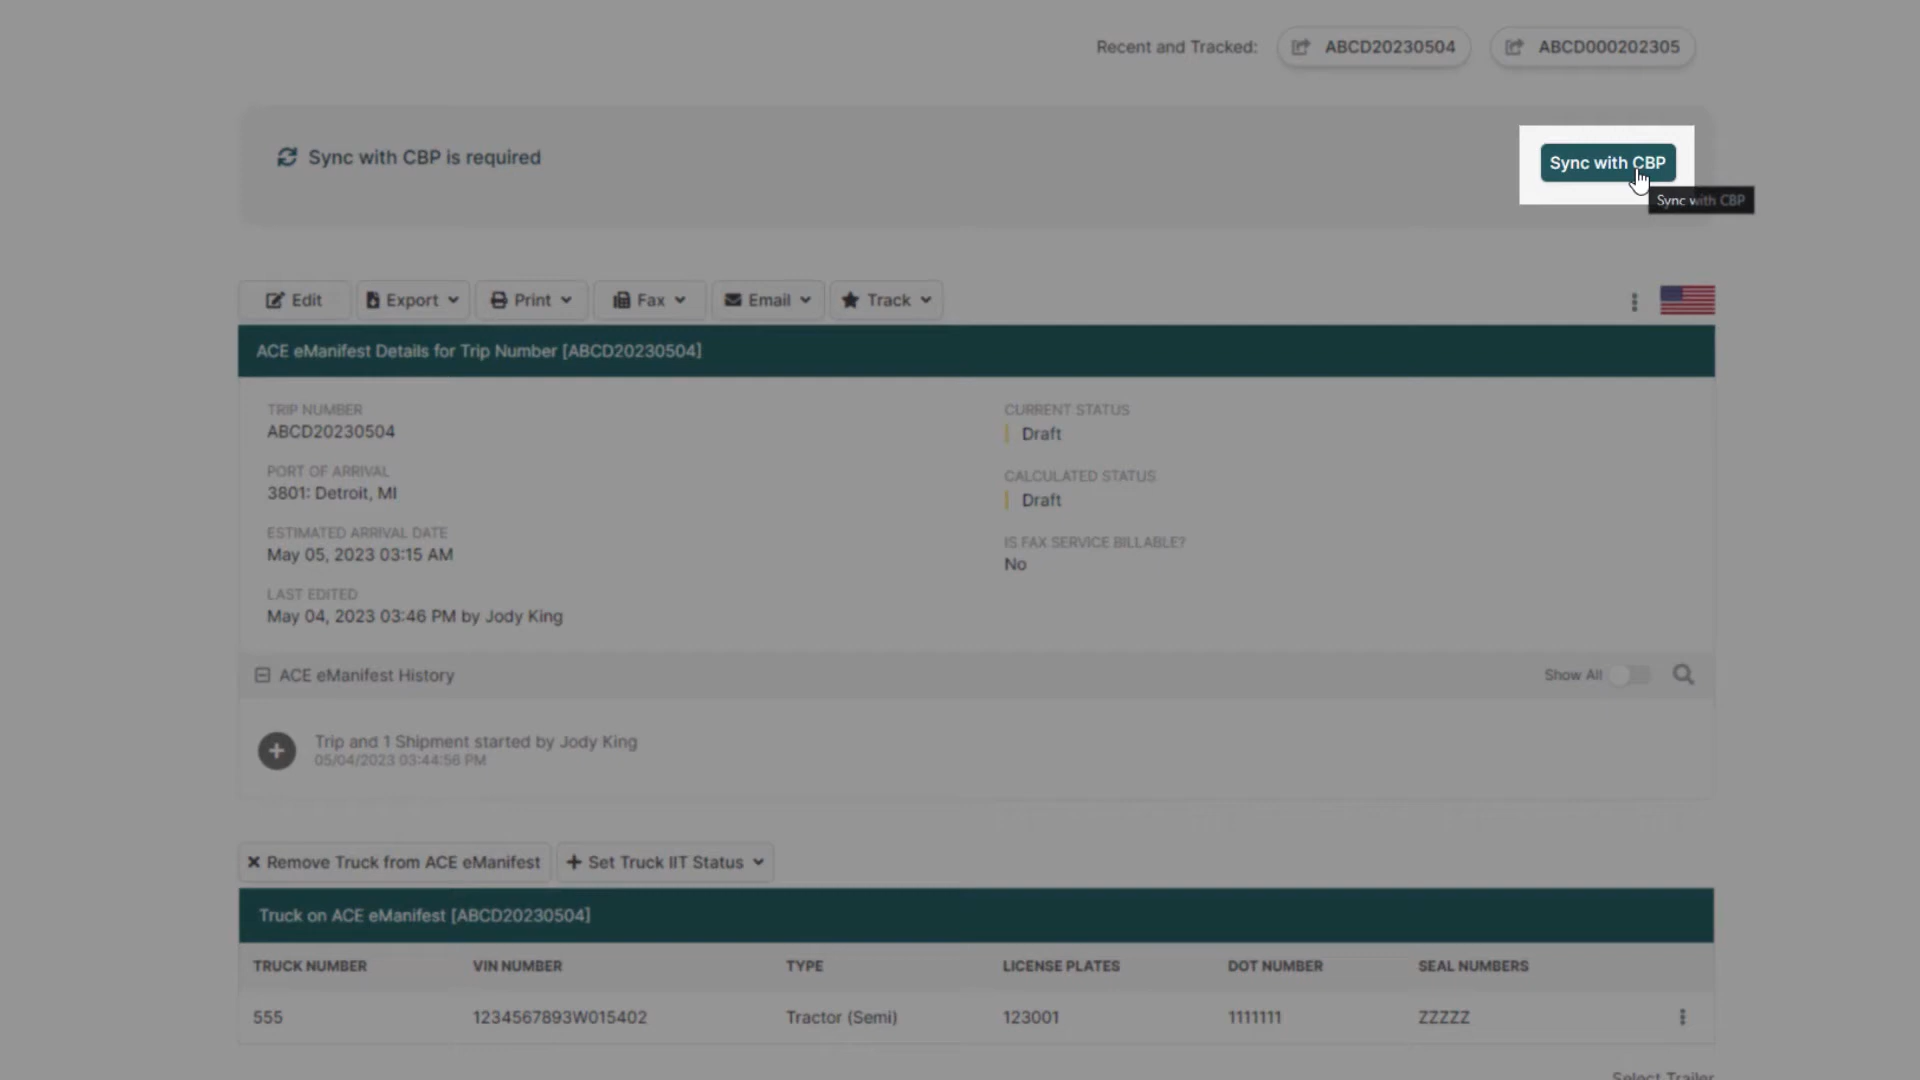 Recent and Tracked: ABCD20230504 ABCD000202305
Sync with CBP is required
Sync with CBP
Sync with CBP
Edit Export Print Fax Email Track
ACE eManifest Details for Trip Number [ABCD20230504]
TRIP NUMBER
ABCD20230504
PORT OF ARRIVAL
3801: Detroit, MI
ESTIMATED ARRIVAL DATE
May 05, 2023 03:15 AM
LAST EDITED
May 04, 2023 03:46 PM by Jody King
CURRENT STATUS
Draft
CALCULATED STATUS
Draft
IS FAX SERVICE BILLABLE?
No
ACE eManifest History
Show All
Trip and 1 Shipment started by Jody King
05/04/2023 03:44:56 PM
Remove Truck from ACE eManifest Set Truck IIT Status
Truck on ACE eManifest [ABCD20230504]
TRUCK NUMBER VIN NUMBER TYPE LICENSE PLATES DOT NUMBER SEAL NUMBERS
555 1234567893W015402 Tractor (Semi) 123001 1111111 ZZZZZ
Select Trailer